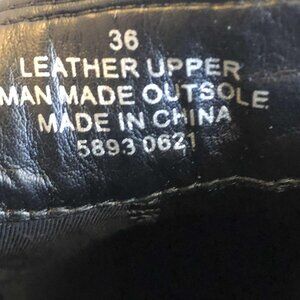 36
LEATHER UPPER
MAN MADE OUTSOLE
MADE IN CHINA
5893 0621